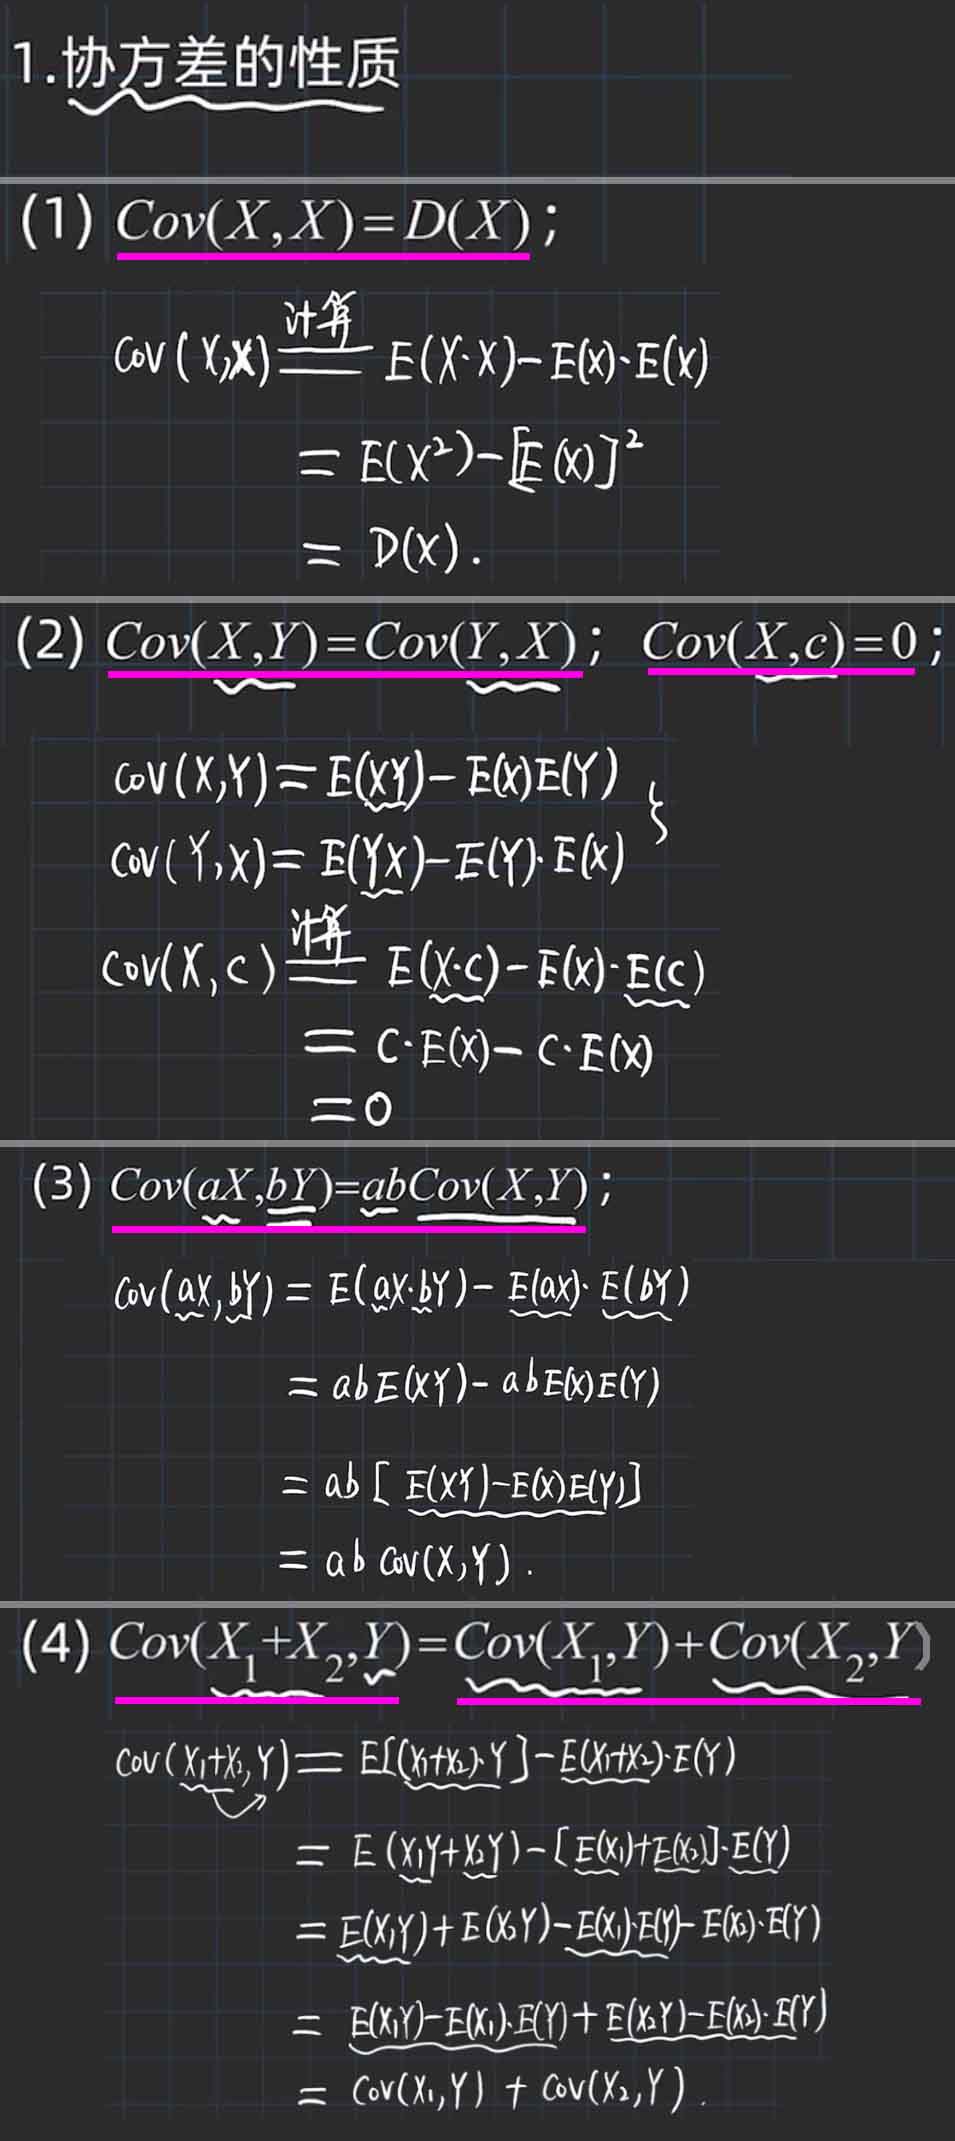 1.协方差的性质
(1) Cov(X,X)=D(X);
Cov(X,X) 计算= E(X·X)-E(X)·E(X)
= E(X²)-[E(X)]²
= D(X).
(2) Cov(X,Y)=Cov(Y,X); Cov(X,c)=0;
Cov(X,Y)=E(XY)-E(X)E(Y)
Cov(Y,X)=E(YX)-E(Y)·E(X)
Cov(X,C) 计算= E(X·C)-E(X)·E(C)
= C·E(X)-C·E(X)
=0
(3) Cov(aX,bY)=abCov(X,Y);
Cov(aX,bY)=E(aX·bY)-E(aX)·E(bY)
= abE(XY)-abE(X)E(Y)
= ab[E(XY)-E(X)E(Y)]
= ab Cov(X,Y).
(4) Cov(X₁+X₂,Y)=Cov(X₁,Y)+Cov(X₂,Y)
Cov(X₁+X₂,Y)=E[(X₁+X₂)·Y]-E(X₁+X₂)·E(Y)
= E(X₁Y+X₂Y)-[E(X₁)+E(X₂)]·E(Y)
= E(X₁Y)+E(X₂Y)-E(X₁)·E(Y)-E(X₂)·E(Y)
= E(X₁Y)-E(X₁)·E(Y)+E(X₂Y)-E(X₂)·E(Y)
= Cov(X₁,Y)+Cov(X₂,Y).